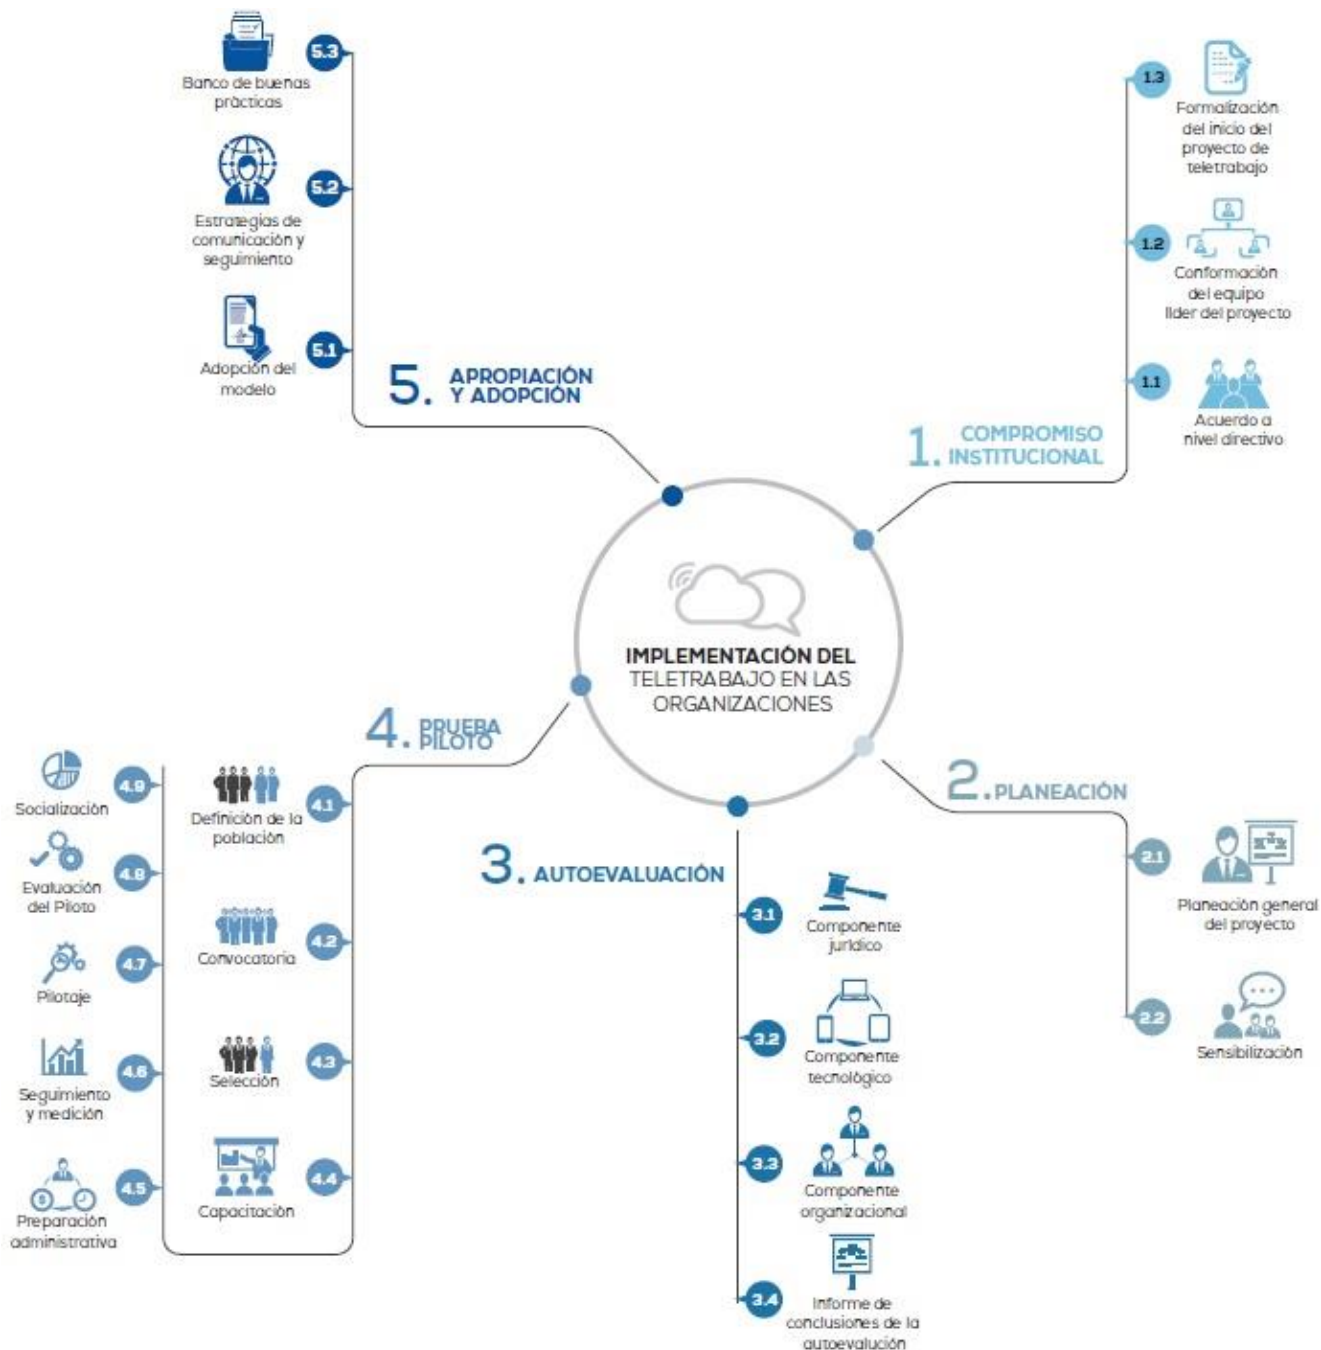 IMPLEMENTACIÓN DEL
TELETRABAJO EN LAS
ORGANIZACIONES
1. COMPROMISO
INSTITUCIONAL
1.1
Acuerdo a
nivel directivo
1.2
Conformación
del equipo
líder del proyecto
1.3
Formalización
del inicio del
proyecto de
teletrabajo
2. PLANEACIÓN
2.1
Planeación general
del proyecto
2.2
Sensibilización
3. AUTOEVALUACIÓN
3.1
Componente
jurídico
3.2
Componente
tecnológico
3.3
Componente
organizacional
3.4
Informe de
conclusiones de la
autoevalución
4. PRUEBA
PILOTO
4.1
Definición de la
población
4.2
Convocatoria
4.3
Selección
4.4
Capacitación
4.5
Preparación
administrativa
4.6
Seguimiento
y medición
4.7
Pilotaje
4.8
Evaluación
del Piloto
4.9
Socialización
5. APROPIACIÓN
Y ADOPCIÓN
5.1
Adopción del
modelo
5.2
Estrategias de
comunicación y
seguimiento
5.3
Banco de buenas
prácticas